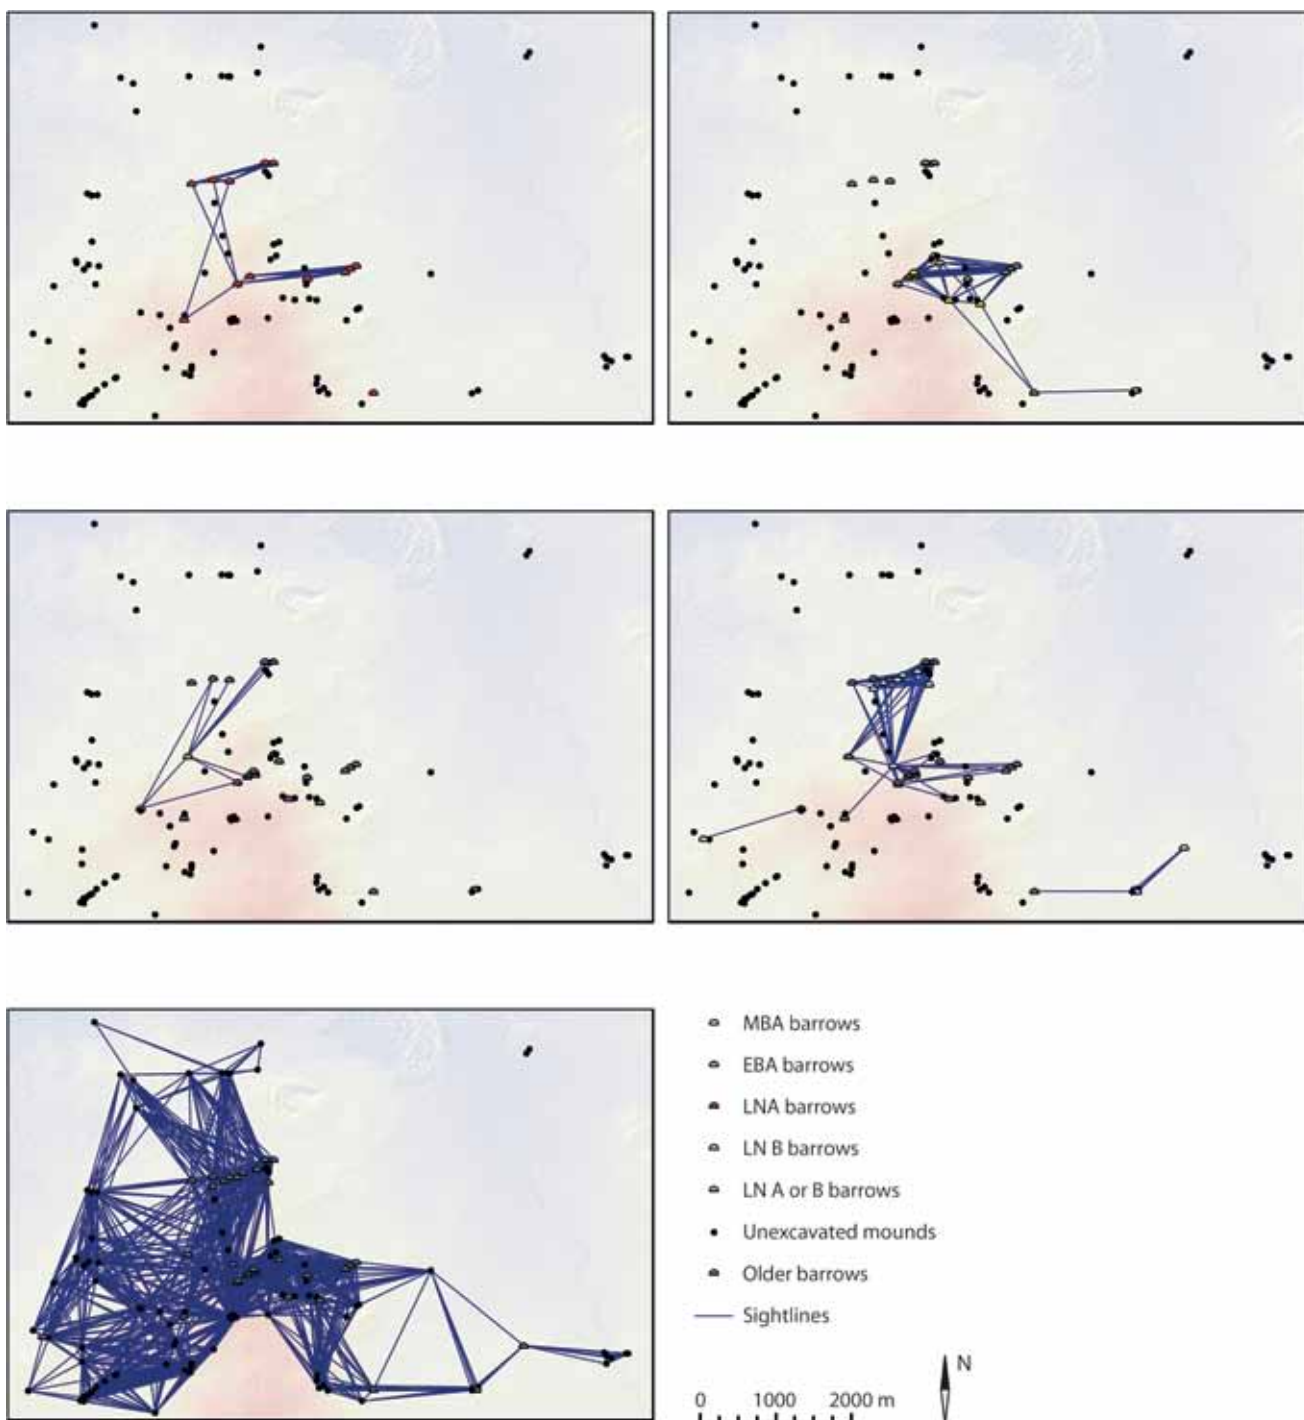 MBA barrows
EBA barrows
LNA barrows
LN B barrows
LN A or B barrows
Unexcavated mounds
Older barrows
Sightlines
N
0 1000 2000 m